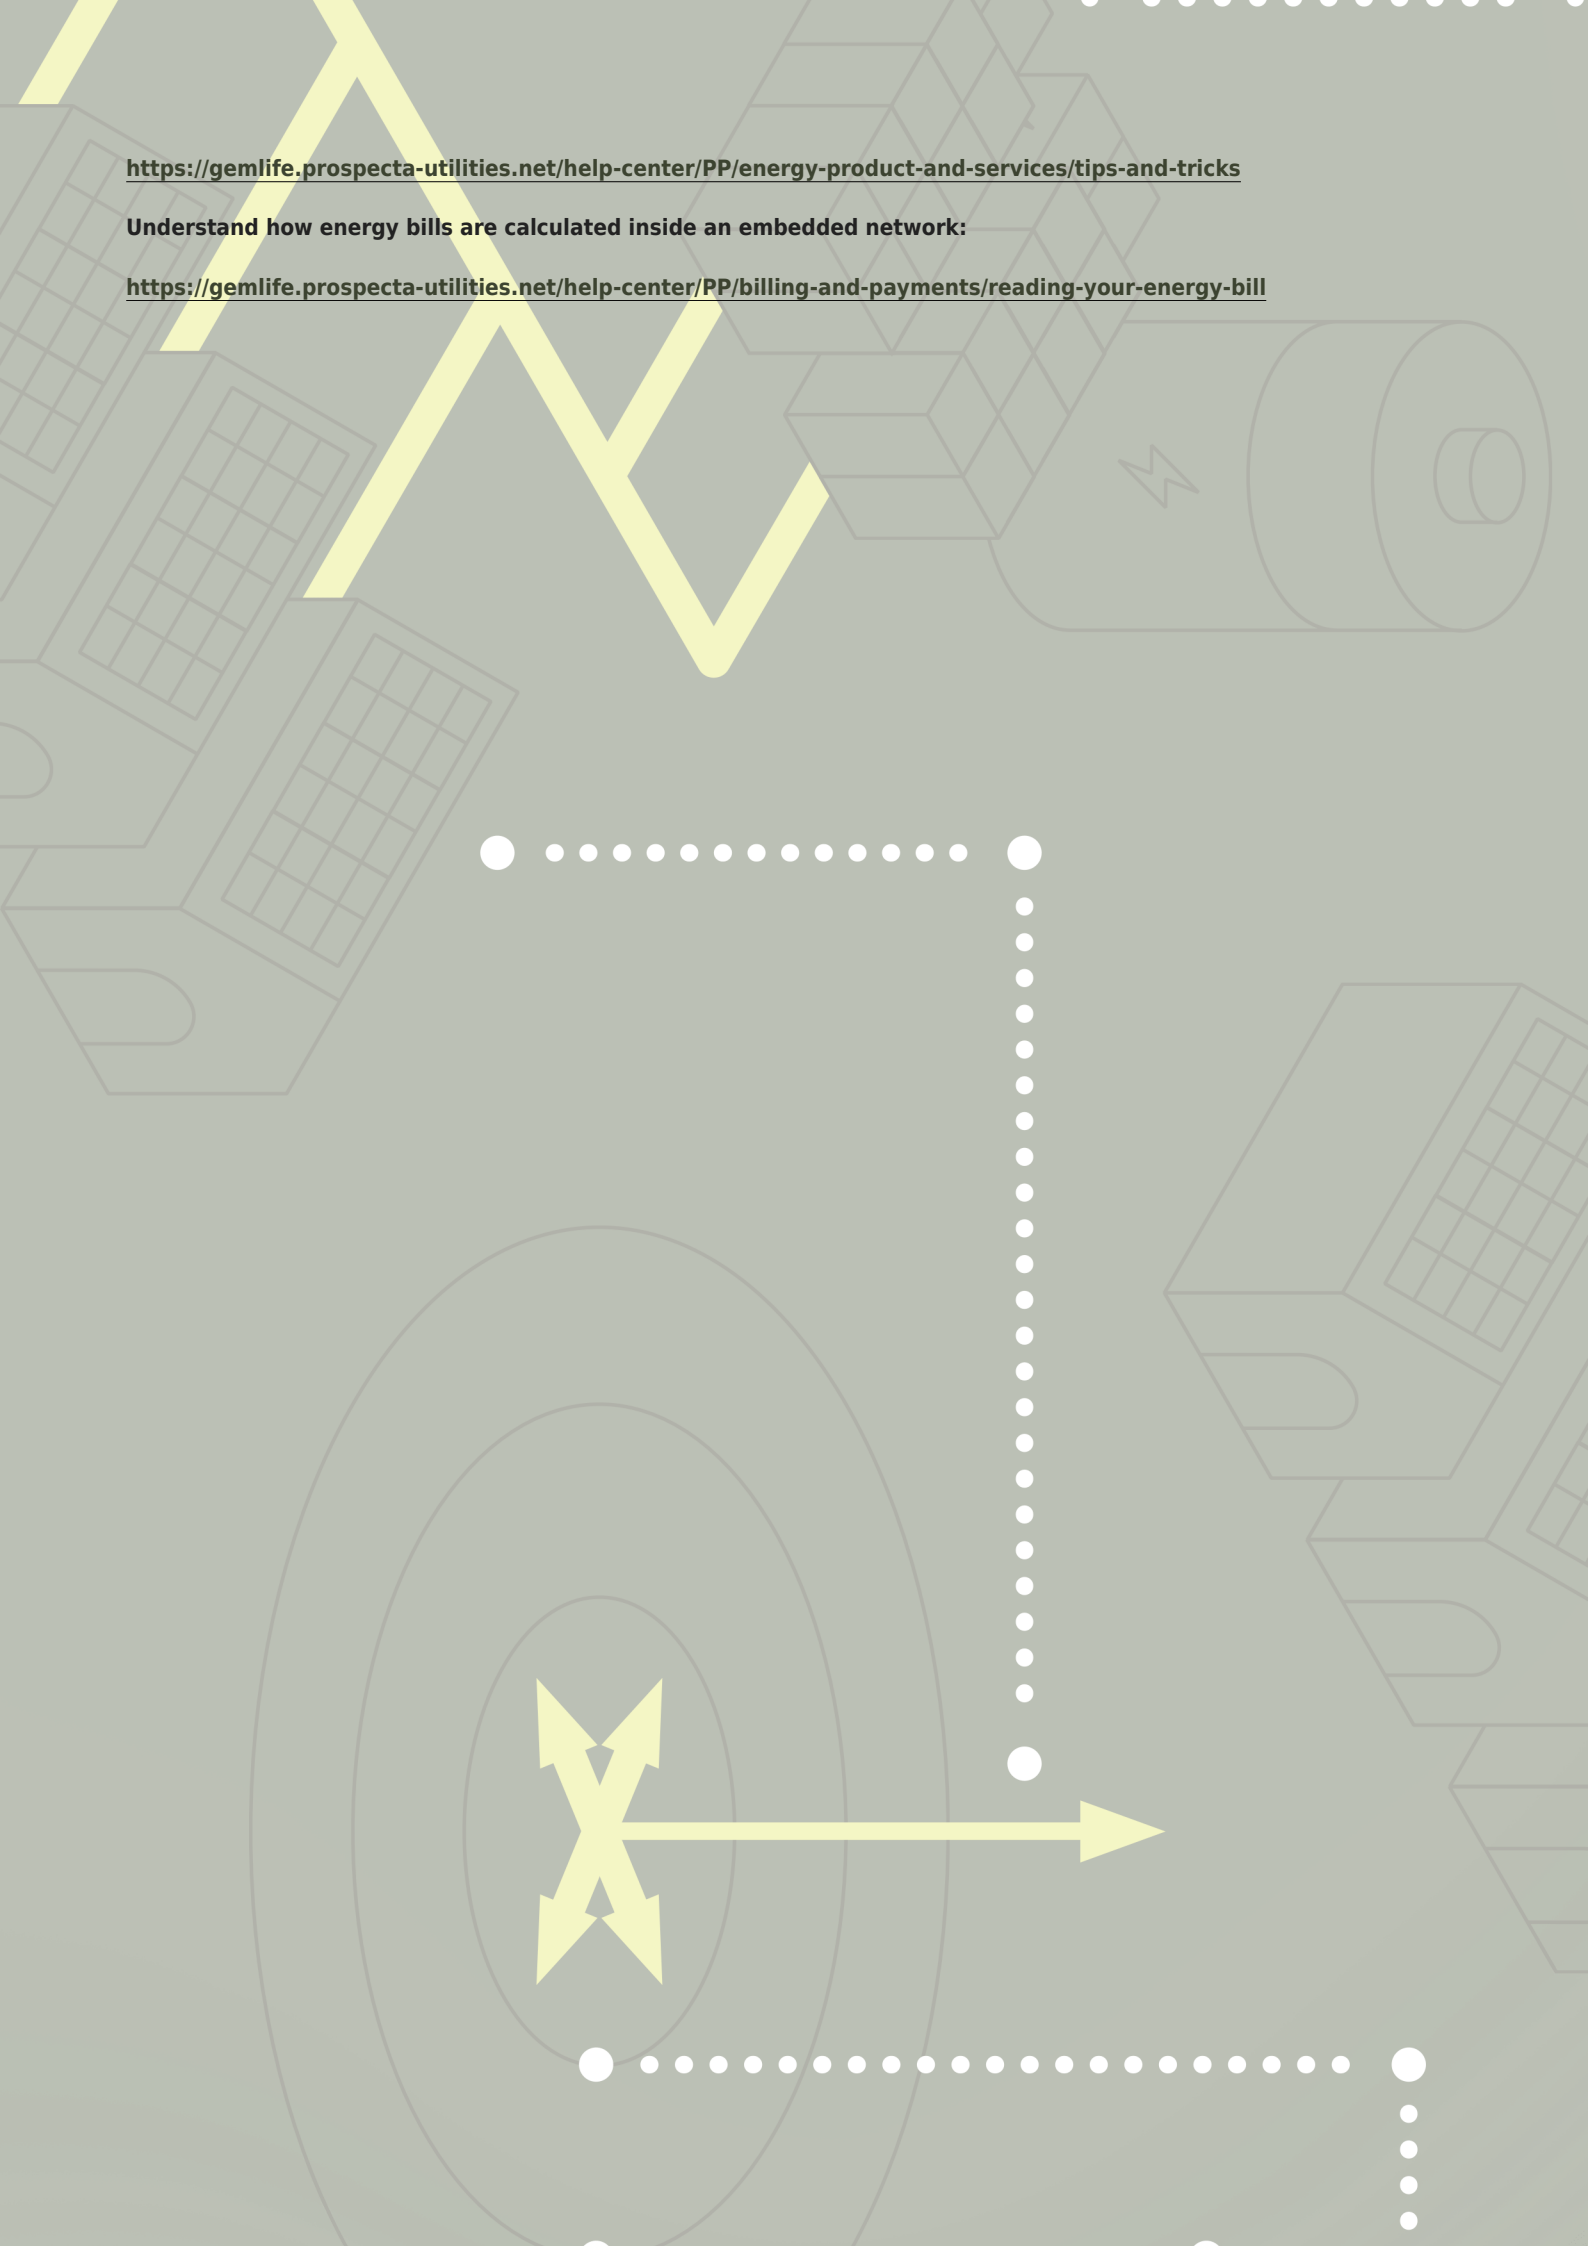 https://gemlife.prospecta-utilities.net/help-center/PP/energy-product-and-services/tips-and-tricks
Understand how energy bills are calculated inside an embedded network:
https://gemlife.prospecta-utilities.net/help-center/PP/billing-and-payments/reading-your-energy-bill